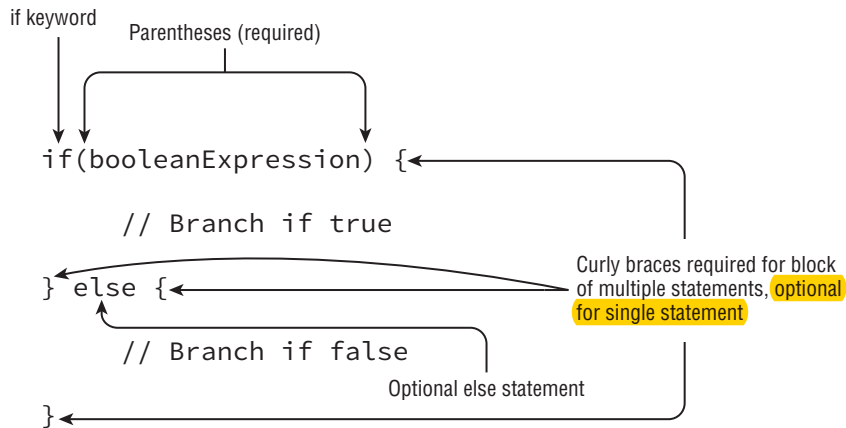 if keyword
Parentheses (required)
if(booleanExpression) {
// Branch if true
} else {
Curly braces required for block
of multiple statements, optional
for single statement
// Branch if false
Optional else statement
}